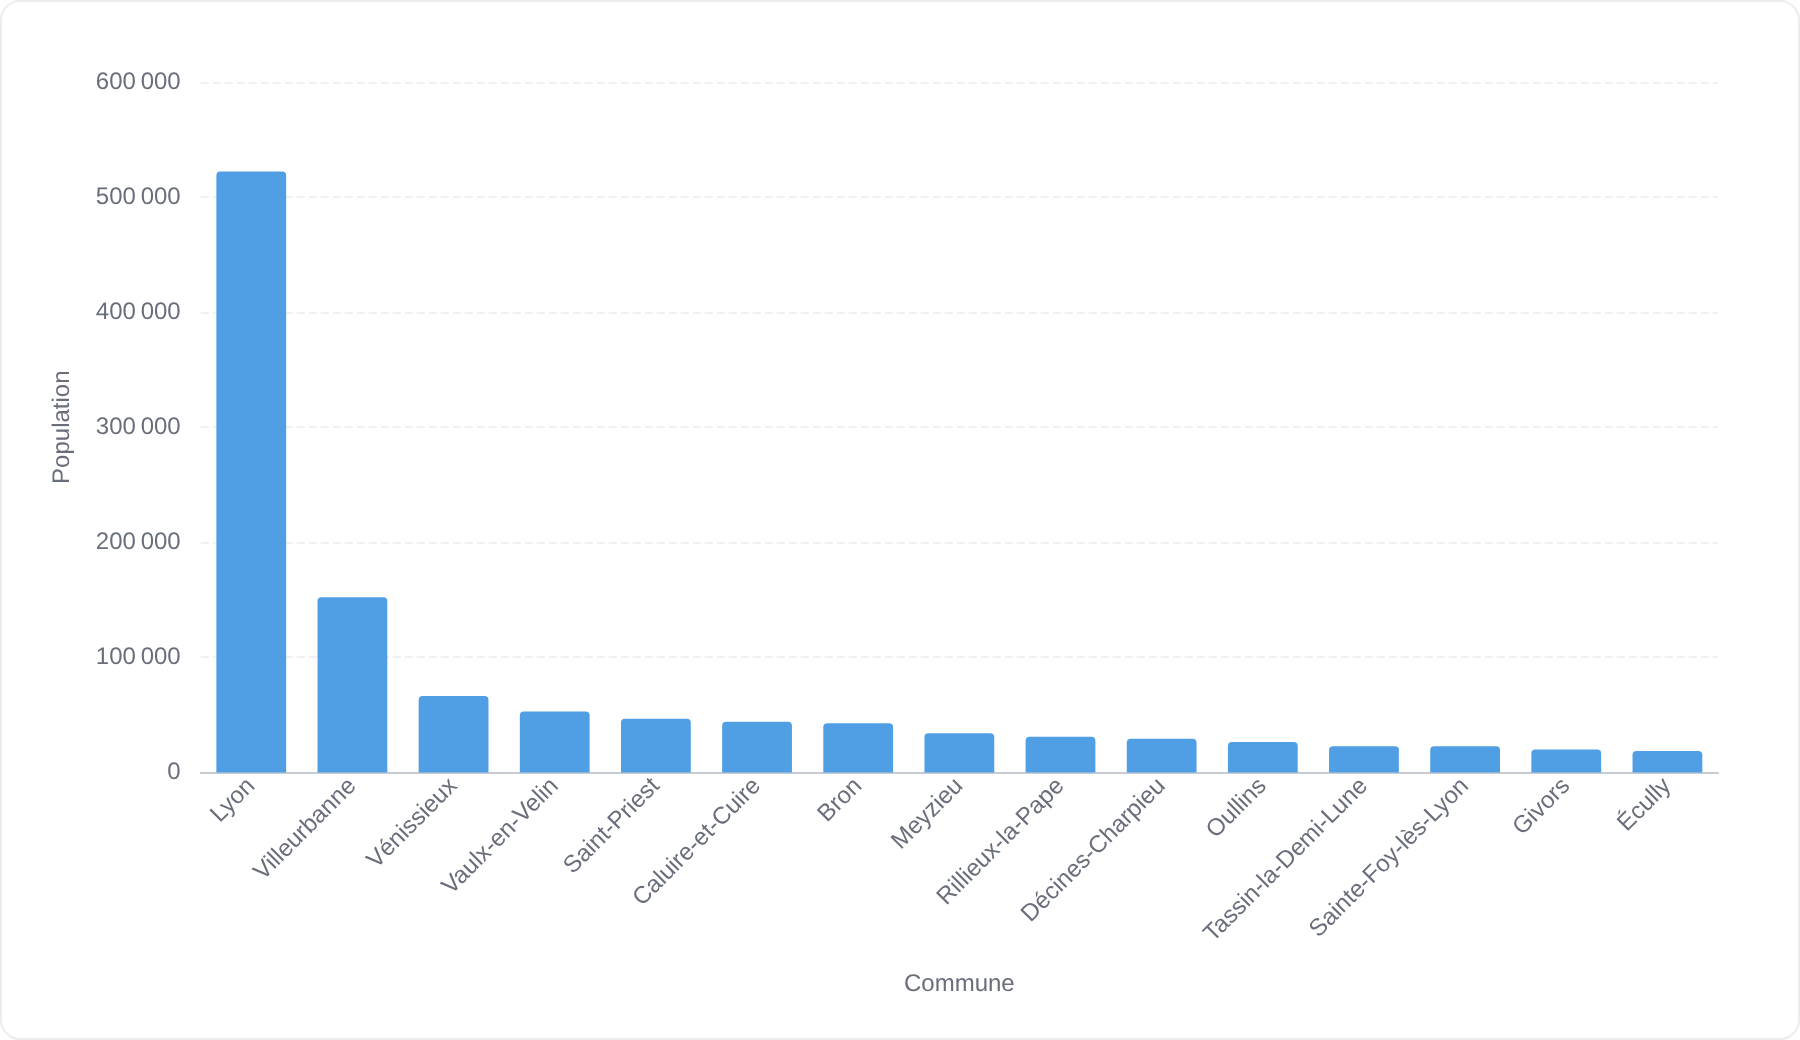 600 000
500 000
400 000
300 000
200 000
100 000
0
Population
Lyon
Villeurbanne
Vénissieux
Vaulx-en-Velin
Saint-Priest
Caluire-et-Cuire
Bron
Meyzieu
Rillieux-la-Pape
Décines-Charpieu
Oullins
Tassin-la-Demi-Lune
Sainte-Foy-lès-Lyon
Givors
Écully
Commune